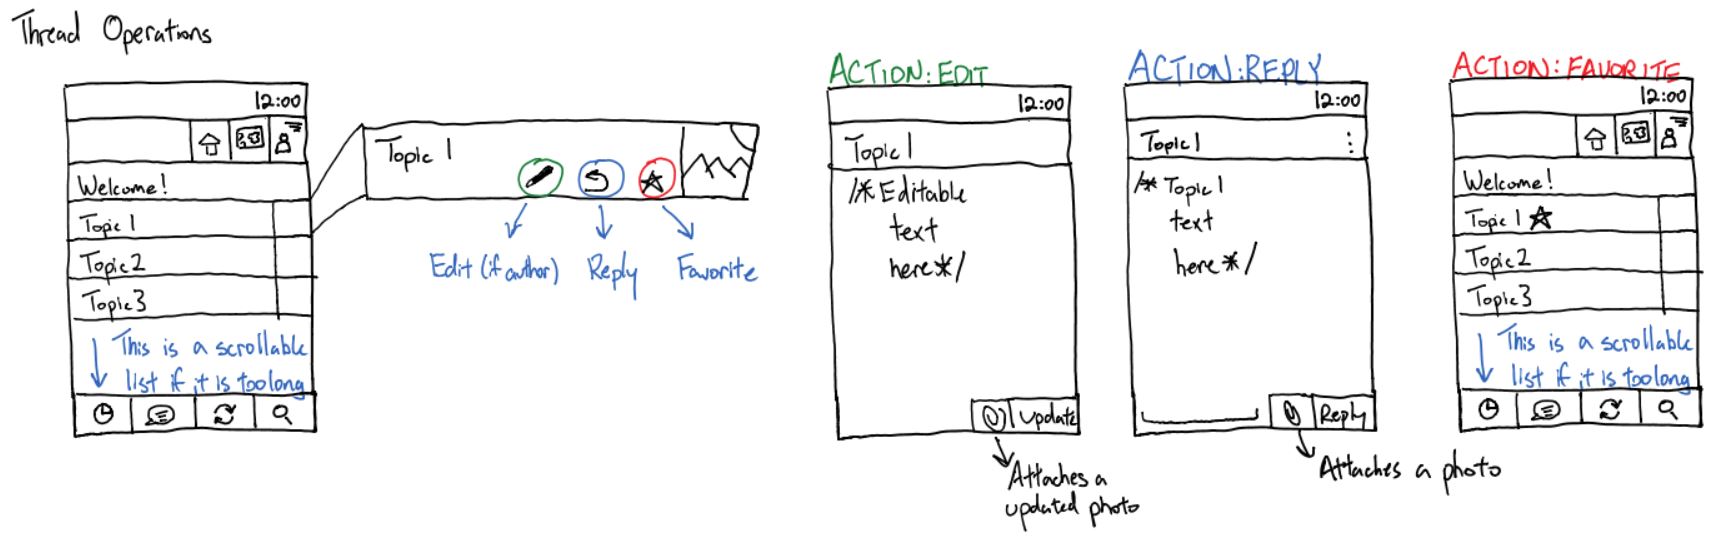 Thread Operations
12:00
Welcome!
Topic 1
Topic 2
Topic 3
This is a scrollable
list if it is too long
Topic 1
Edit (if author)
Reply
Favorite
ACTION: EDIT
12:00
Topic 1
/* Editable
text
here */
Update
Attaches a
updated photo
ACTION: REPLY
12:00
Topic 1
/* Topic 1
text
here */
Reply
Attaches a photo
ACTION: FAVORITE
12:00
Welcome!
Topic 1
Topic 2
Topic 3
This is a scrollable
list if it is too long